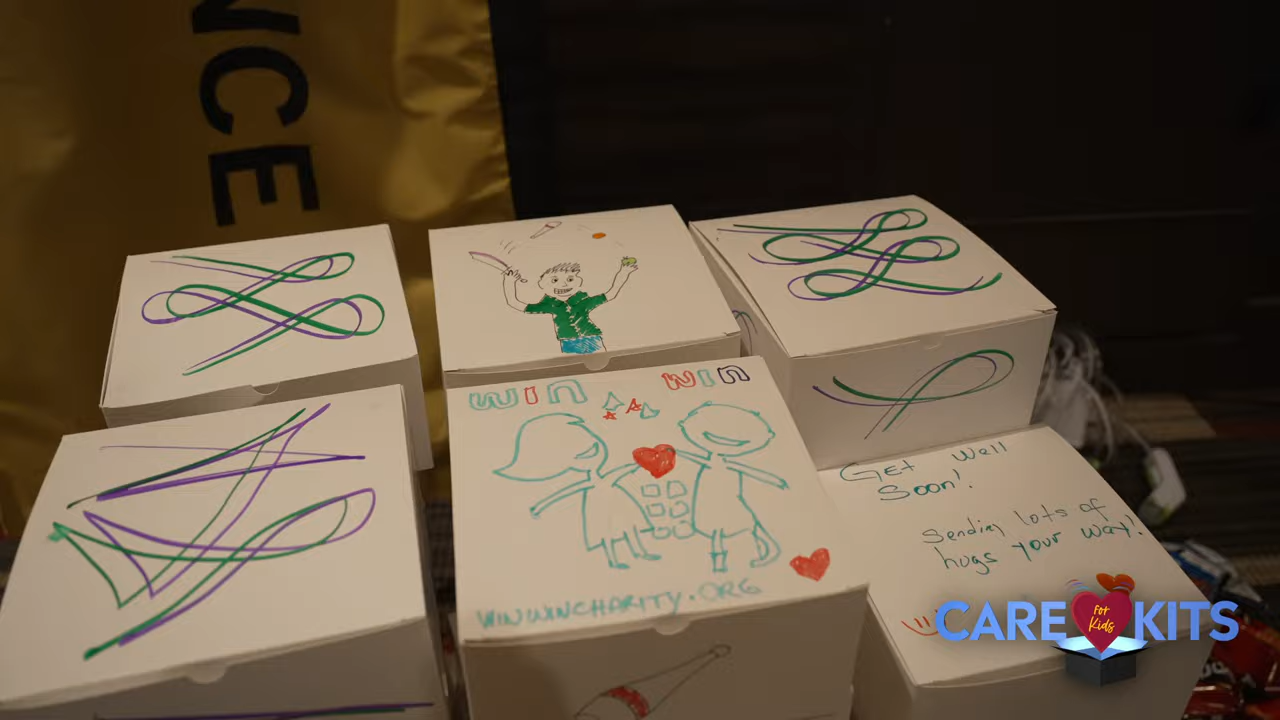 NCE
WIN WIN
WINWINCHARITY.ORG
Get Well
Soon!
Sending lots of
hugs your way!
CARE For Kids KITS